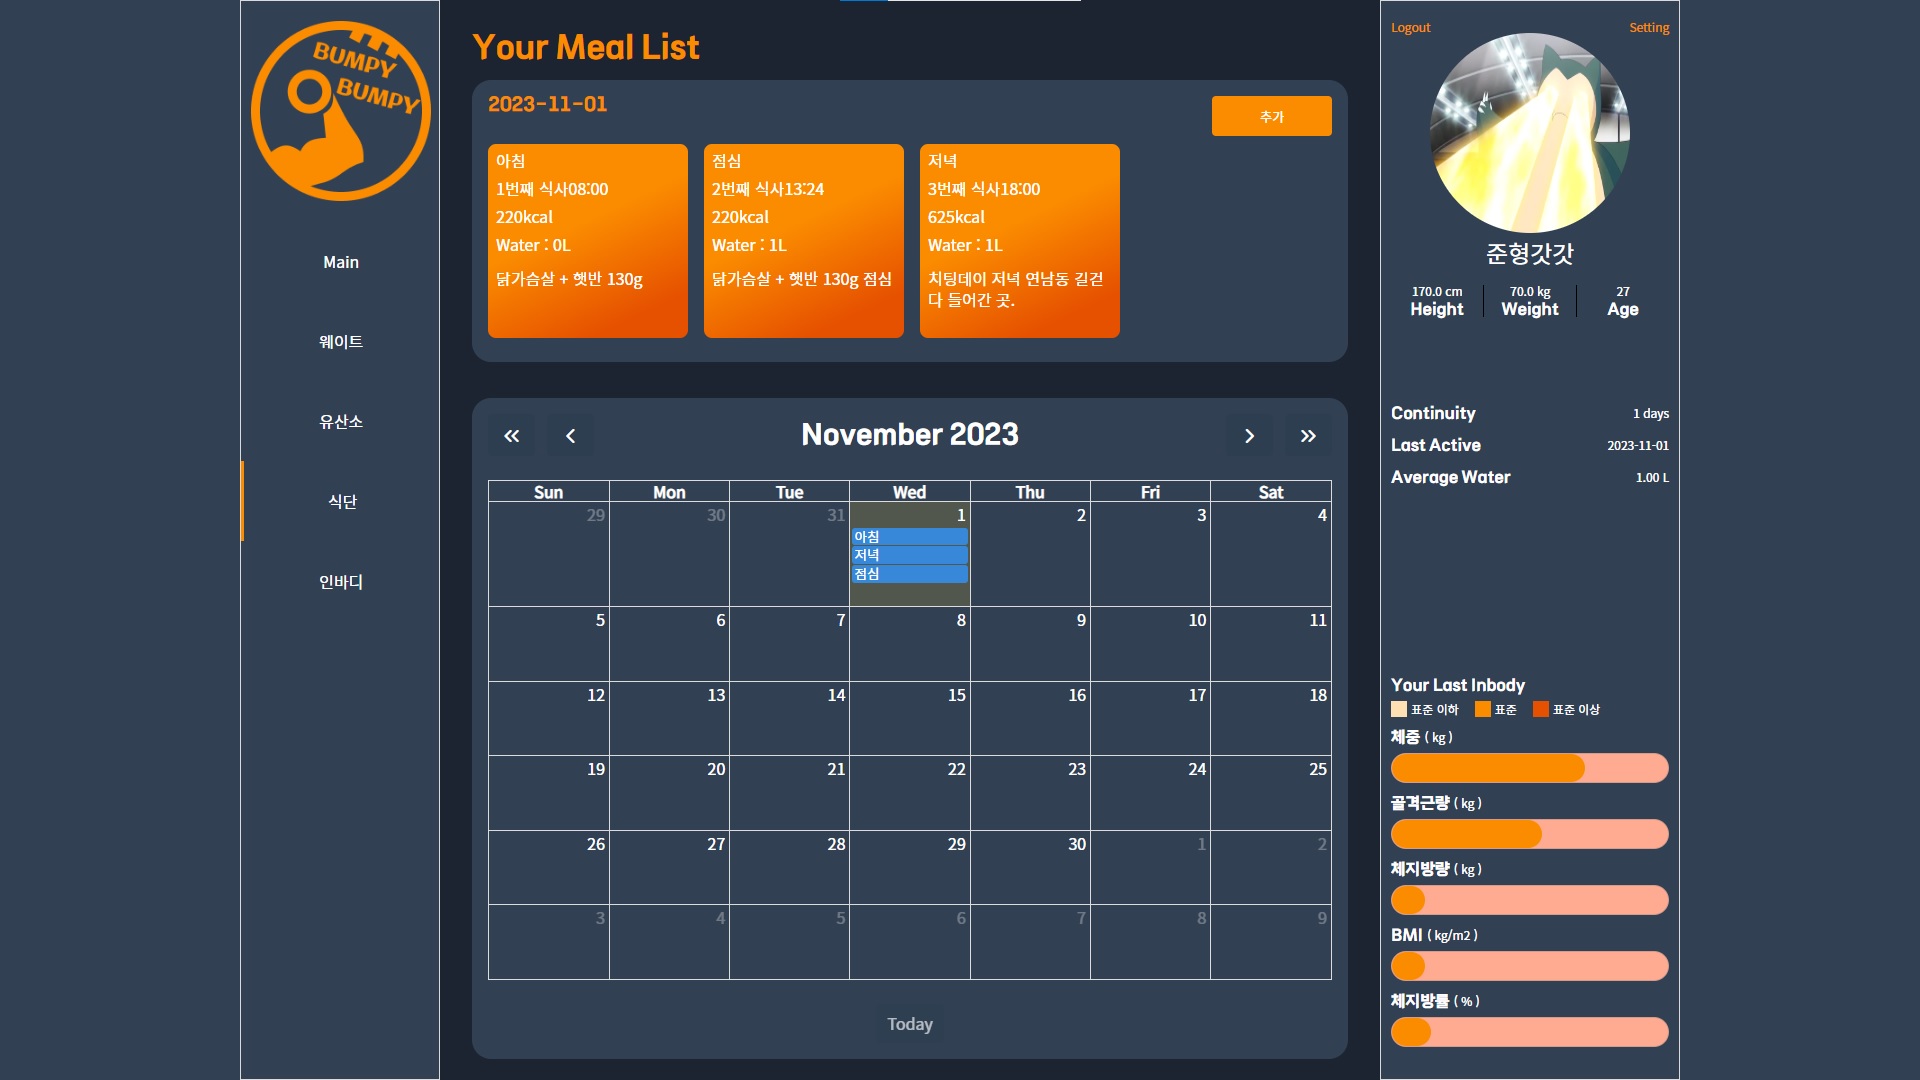 BUMPY
BUMPY
Main
웨이트
유산소
식단
인바디
Your Meal List
2023-11-01
추가
아침
1번째 식사08:00
220kcal
Water : 0L
닭가슴살 + 햇반 130g
점심
2번째 식사13:24
220kcal
Water : 1L
닭가슴살 + 햇반 130g 점심
저녁
3번째 식사18:00
625kcal
Water : 1L
치팅데이 저녁 연남동 길걷
다 들어간 곳.
November 2023
Sun Mon Tue Wed Thu Fri Sat
29 30 31 1 2 3 4
아침
저녁
점심
5 6 7 8 9 10 11
12 13 14 15 16 17 18
19 20 21 22 23 24 25
26 27 28 29 30 1 2
3 4 5 6 7 8 9
Today
Logout Setting
준형갓갓
170.0 cm 70.0 kg 27
Height Weight Age
Continuity 1 days
Last Active 2023-11-01
Average Water 1.00 L
Your Last Inbody
표준 이하 표준 표준 이상
체중 ( kg )
골격근량 ( kg )
체지방량 ( kg )
BMI ( kg/m2 )
체지방률 ( % )